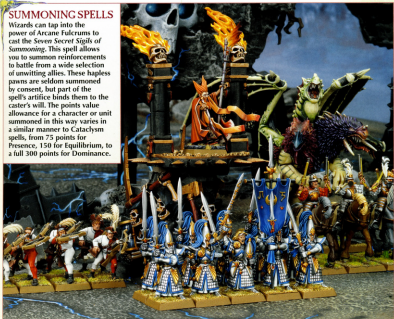 SUMMONING SPELLS
Wizards can tap into the
power of Arcane Fulcrums to
cast the Seven Secret Sigils of
Summoning. This spell allows
you to summon reinforcements
to battle from a wide selection
of unwitting allies. These hapless
pawns are seldom summoned
by consent, but part of the
spell's artifice binds them to the
caster's will. The points value
allowance for a character or unit
summoned in this way varies in
a similar manner to Cataclysm
spells, from 75 points for
Presence, 150 for Equilibrium, to
a full 300 points for Dominance.